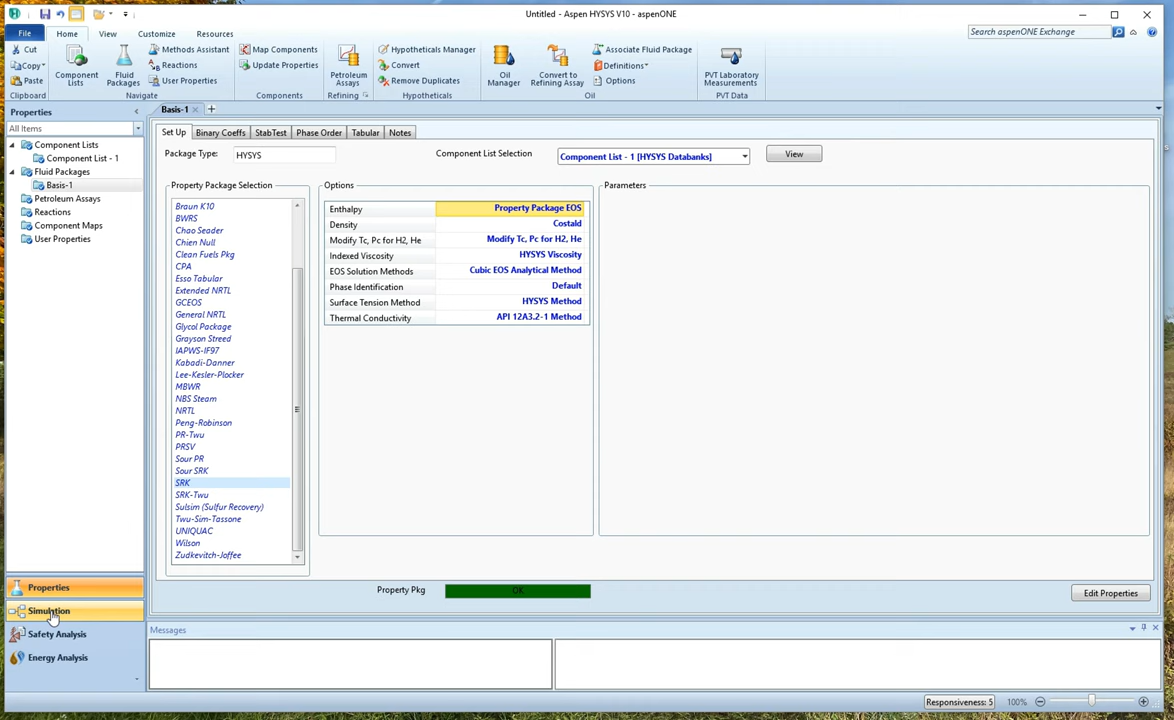 Untitled - Aspen HYSYS V10 - aspenONE
File Home View Customize Resources
Search aspenONE Exchange
Cut
Copy
Paste
Clipboard
Component Lists
Fluid Packages
Methods Assistant
Reactions
User Properties
Navigate
Map Components
Update Properties
Components
Petroleum Assays
Refining
Hypotheticals Manager
Convert
Remove Duplicates
Hypotheticals
Oil Manager
Convert to Refining Assay
Associate Fluid Package
Definitions
Options
Oil
PVT Laboratory Measurements
PVT Data
Properties
All Items
Component Lists
Component List - 1
Fluid Packages
Basis-1
Petroleum Assays
Reactions
Component Maps
User Properties
Properties
Simulation
Safety Analysis
Energy Analysis
Basis-1
Set Up Binary Coeffs StabTest Phase Order Tabular Notes
Package Type: HYSYS
Component List Selection Component List - 1 [HYSYS Databanks] View
Property Package Selection
Braun K10
BWRS
Chao Seader
Chien Null
Clean Fuels Pkg
CPA
Esso Tabular
Extended NRTL
GCEOS
General NRTL
Glycol Package
Grayson Streed
IAPWS-IF97
Kabadi-Danner
Lee-Kesler-Plocker
MBWR
NBS Steam
NRTL
Peng-Robinson
PR-Twu
PRSV
Sour PR
Sour SRK
SRK
SRK-Twu
Sulsim (Sulfur Recovery)
Twu-Sim-Tassone
UNIQUAC
Wilson
Zudkevitch-Joffee
Options
Enthalpy Property Package EOS
Density Costald
Modify Tc, Pc for H2, He Modify Tc, Pc for H2, He
Indexed Viscosity HYSYS Viscosity
EOS Solution Methods Cubic EOS Analytical Method
Phase Identification Default
Surface Tension Method HYSYS Method
Thermal Conductivity API 12A3.2-1 Method
Parameters
Property Pkg OK
Edit Properties
Messages
Responsiveness: 5 100%